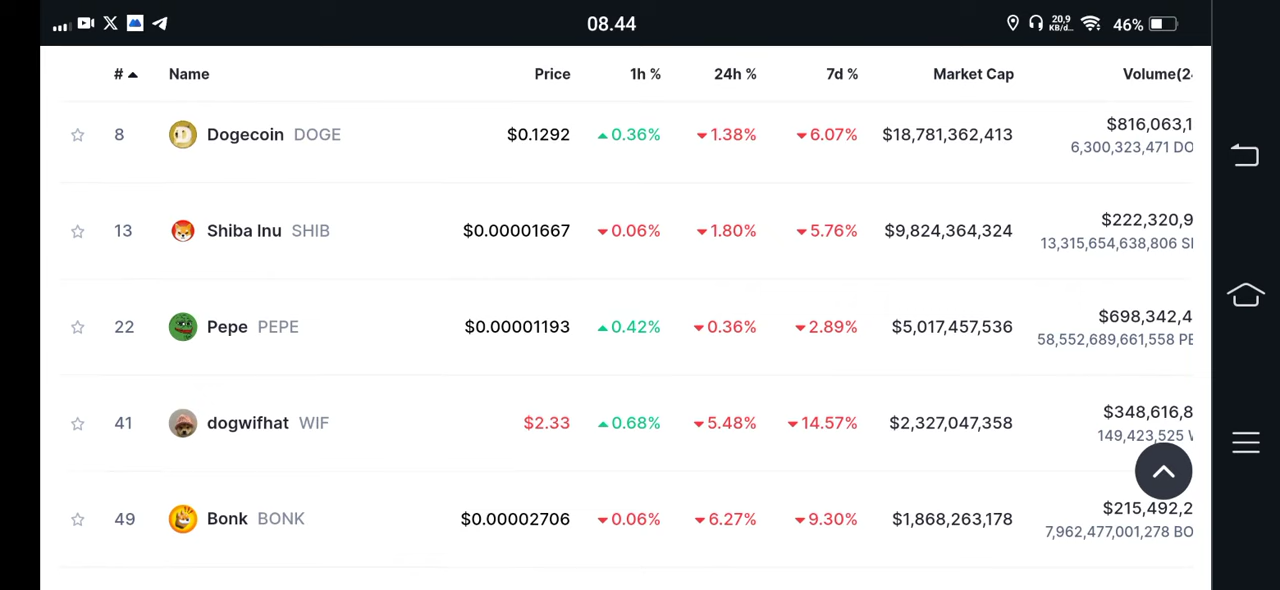 08.44 20,9 KB/d... 46%
# Name Price 1h % 24h % 7d % Market Cap Volume(2
8 Dogecoin DOGE $0.1292 0.36% 1.38% 6.07% $18,781,362,413 $816,063,1
6,300,323,471 DO
13 Shiba Inu SHIB $0.00001667 0.06% 1.80% 5.76% $9,824,364,324 $222,320,9
13,315,654,638,806 S
22 Pepe PEPE $0.00001193 0.42% 0.36% 2.89% $5,017,457,536 $698,342,4
58,552,689,661,558 PE
41 dogwifhat WIF $2.33 0.68% 5.48% 14.57% $2,327,047,358 $348,616,8
149,423,525
49 Bonk BONK $0.00002706 0.06% 6.27% 9.30% $1,868,263,178 $215,492,2
7,962,477,001,278 BO